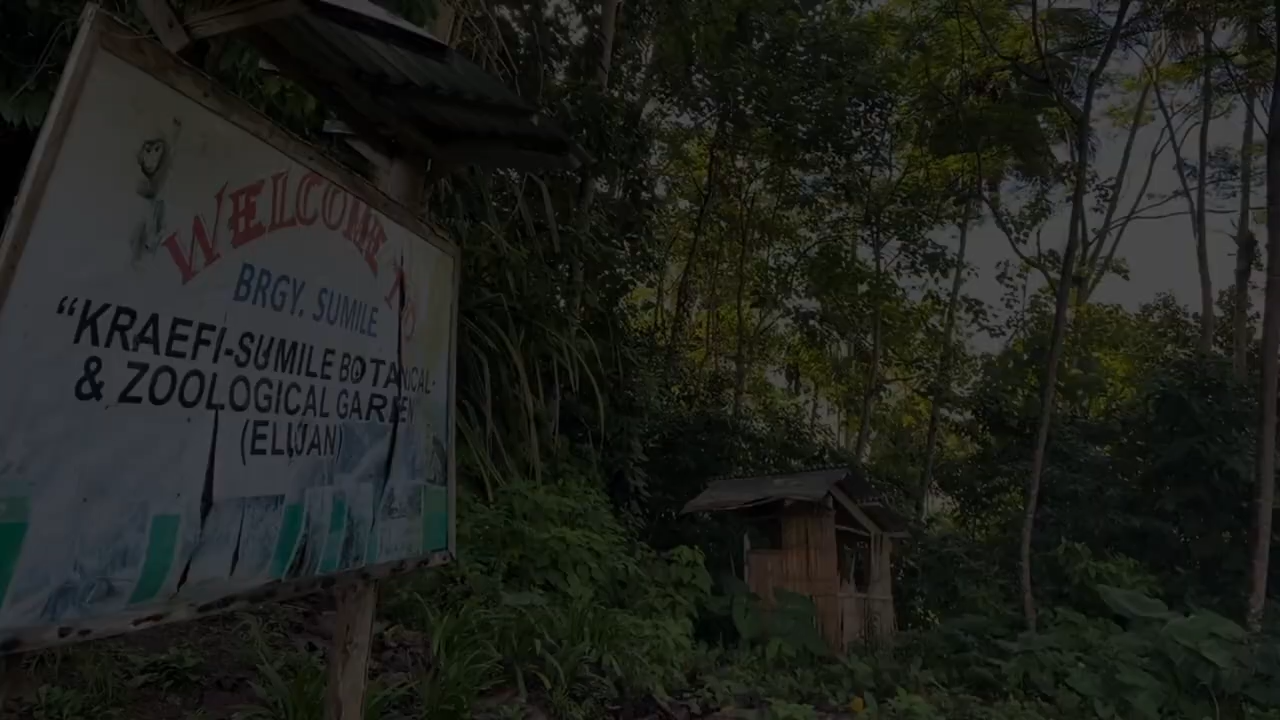 WELCOME TO
BRGY. SUMILE
“KRAEFI-SUMILE BOTANICAL-
& ZOOLOGICAL GARDEN
(ELIJAN)